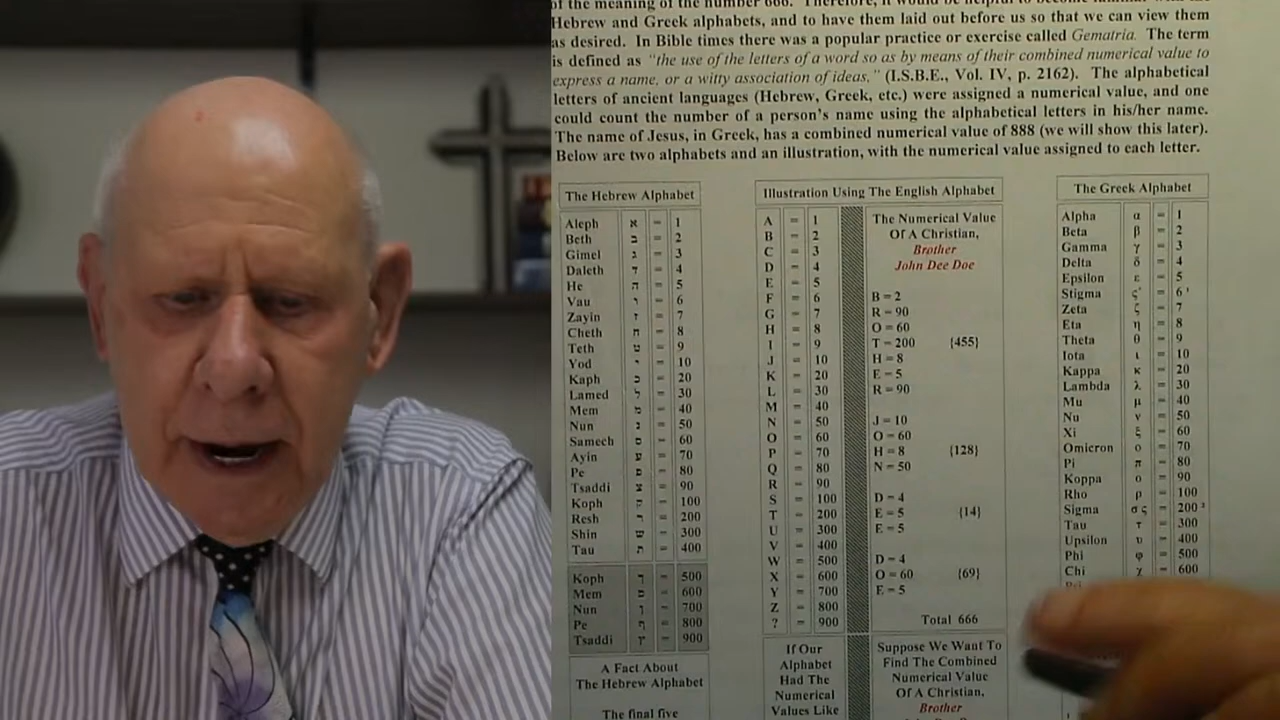 of the meaning of the number 666. Therefore, it would be helpful to become familiar with the
Hebrew and Greek alphabets, and to have them laid out before us so that we can view them
as desired. In Bible times there was a popular practice or exercise called Gematria. The term
is defined as "the use of the letters of a word so as by means of their combined numerical value to
express a name, or a witty association of ideas," (I.S.B.E., Vol. IV, p. 2162). The alphabetical
letters of ancient languages (Hebrew, Greek, etc.) were assigned a numerical value, and one
could count the number of a person's name using the alphabetical letters in his/her name.
The name of Jesus, in Greek, has a combined numerical value of 888 (we will show this later).
Below are two alphabets and an illustration, with the numerical value assigned to each letter.
The Hebrew Alphabet
Aleph א = 1
Beth ב = 2
Gimel ג = 3
Daleth ד = 4
He ה = 5
Vau ו = 6
Zayin ז = 7
Cheth ח = 8
Teth ט = 9
Yod י = 10
Kaph כ = 20
Lamed ל = 30
Mem מ = 40
Nun נ = 50
Samech ס = 60
Ayin ע = 70
Pe פ = 80
Tsaddi צ = 90
Koph ק = 100
Resh ר = 200
Shin ש = 300
Tau ת = 400
Koph ך = 500
Mem ם = 600
Nun ן = 700
Pe ף = 800
Tsaddi ץ = 900
A Fact About
The Hebrew Alphabet
The final five
Illustration Using The English Alphabet
A = 1
B = 2
C = 3
D = 4
E = 5
F = 6
G = 7
H = 8
I = 9
J = 10
K = 20
L = 30
M = 40
N = 50
O = 60
P = 70
Q = 80
R = 90
S = 100
T = 200
U = 300
V = 400
W = 500
X = 600
Y = 700
Z = 800
? = 900
If Our
Alphabet
Had The
Numerical
Values Like
The Numerical Value
Of A Christian,
Brother
John Dee Doe
B = 2
R = 90
O = 60
T = 200 {455}
H = 8
E = 5
R = 90
J = 10
O = 60
H = 8 {128}
N = 50
D = 4
E = 5 {14}
E = 5
D = 4
O = 60 {69}
E = 5
Total 666
Suppose We Want To
Find The Combined
Numerical Value
Of A Christian,
Brother
The Greek Alphabet
Alpha α = 1
Beta β = 2
Gamma γ = 3
Delta δ = 4
Epsilon ε = 5
Stigma ς' = 6 ¹
Zeta ζ = 7
Eta η = 8
Theta θ = 9
Iota ι = 10
Kappa κ = 20
Lambda λ = 30
Mu μ = 40
Nu ν = 50
Xi ξ = 60
Omicron ο = 70
Pi π = 80
Koppa o = 90
Rho ρ = 100
Sigma σ ς = 200 ²
Tau τ = 300
Upsilon υ = 400
Phi φ = 500
Chi χ = 600